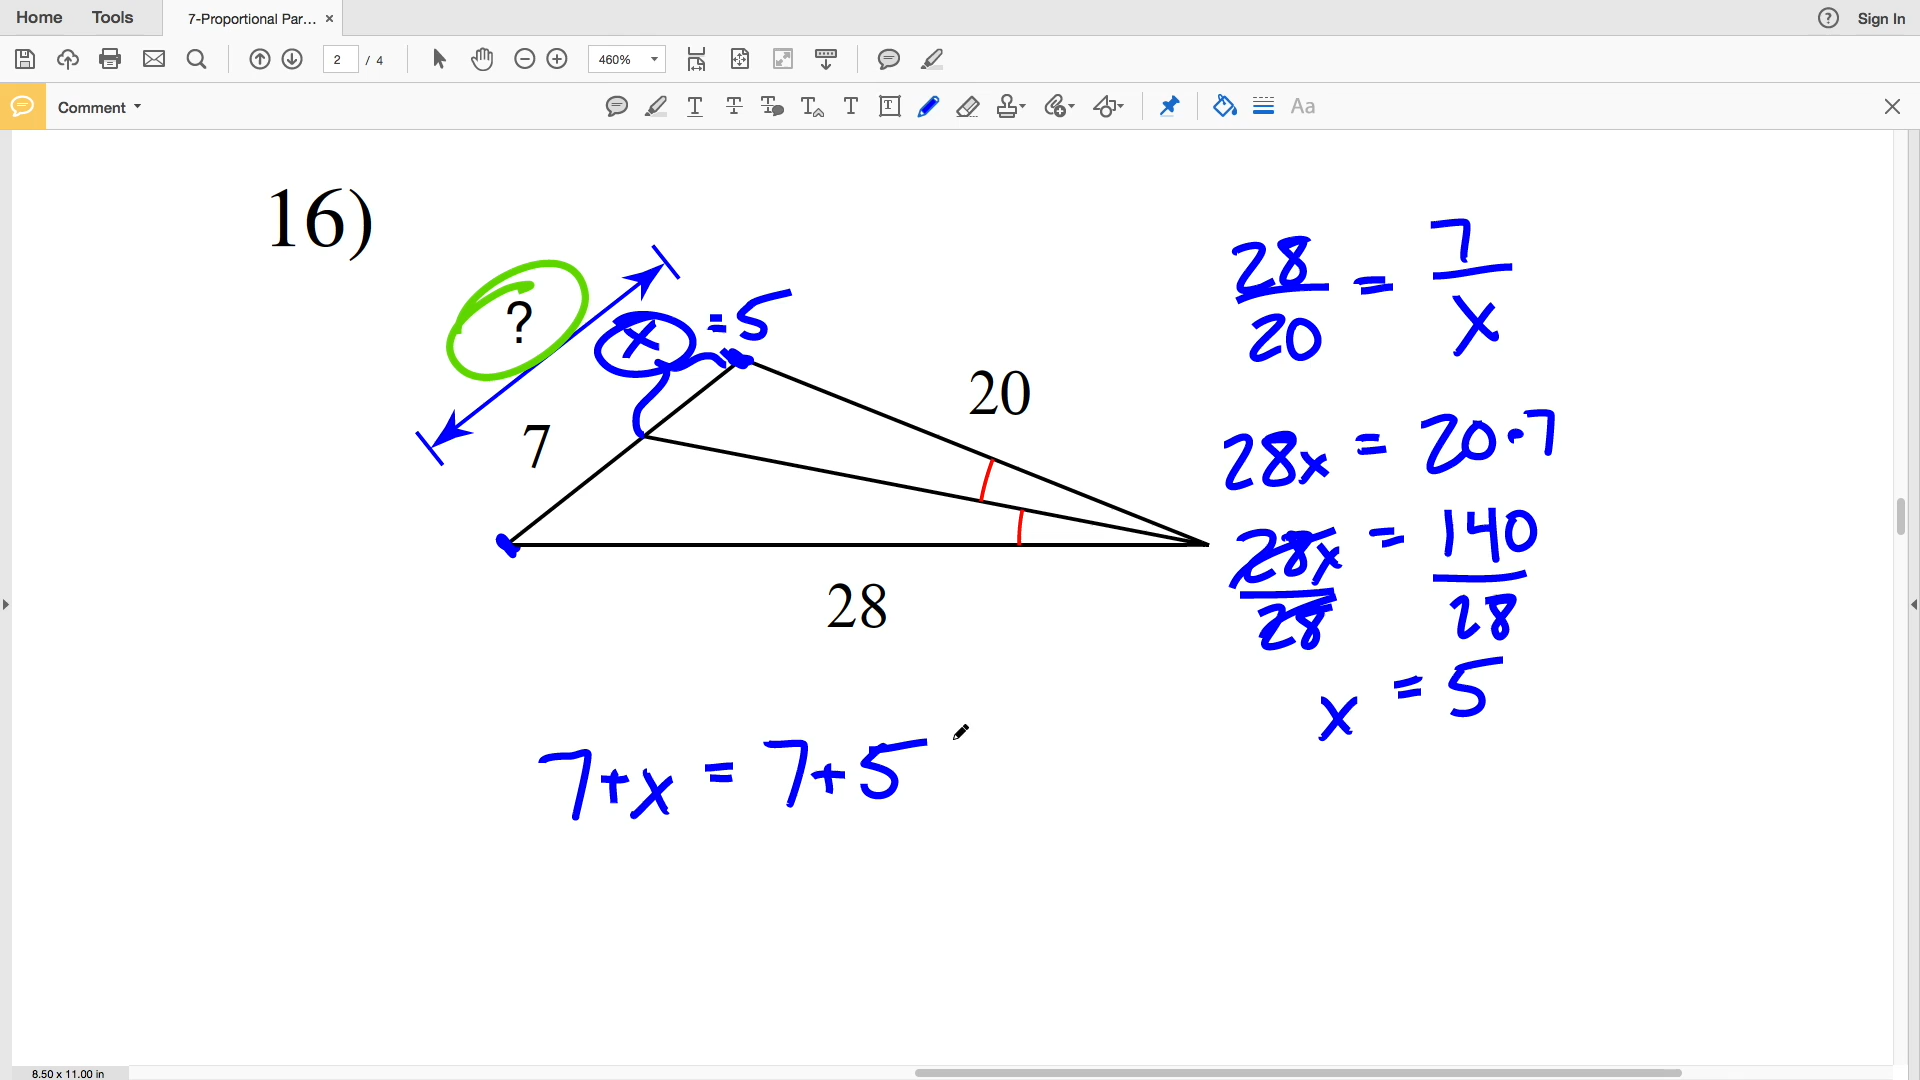 Home Tools 7-Proportional Par... × ? Sign In
2 / 4 460%
Comment Aa
16)
?
x = 5
7
20
28
28/20 = 7/x
28x = 20·7
28x/28 = 140/28
x = 5
7+x = 7+5
8.50 x 11.00 in